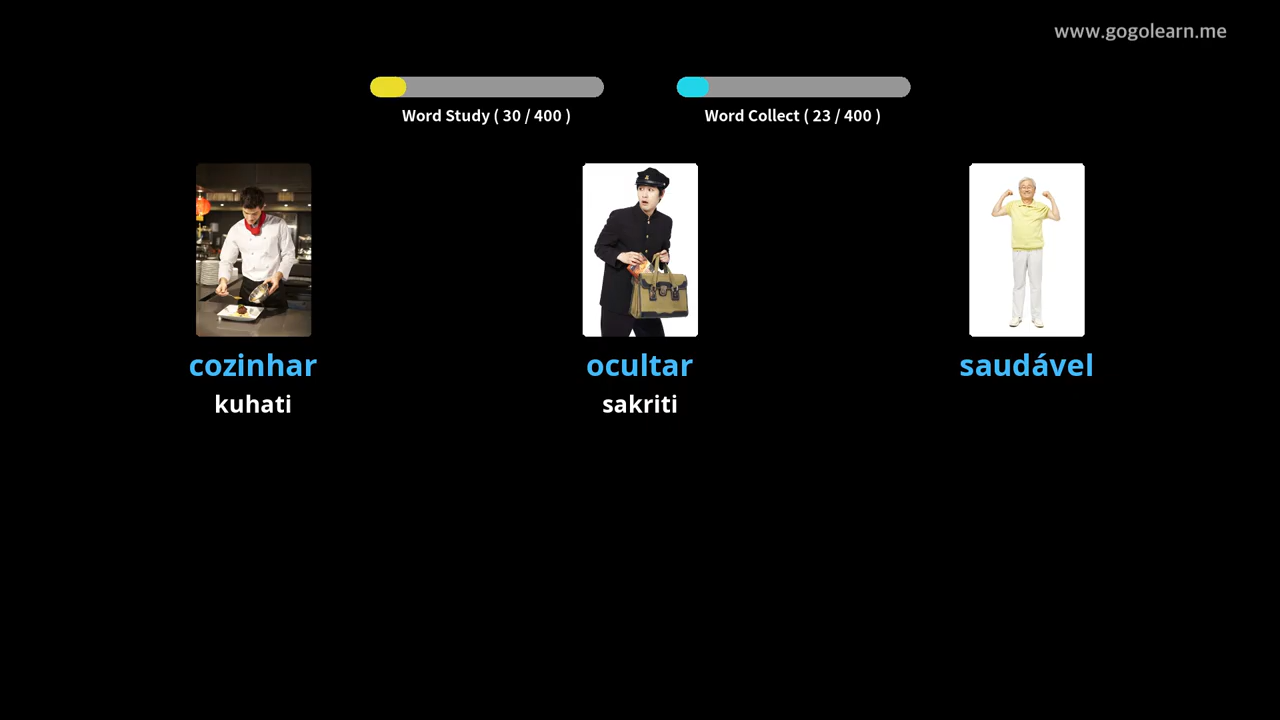 www.gogolearn.me
Word Study ( 30 / 400 )
Word Collect ( 23 / 400 )
cozinhar
ocultar
saudável
kuhati
sakriti